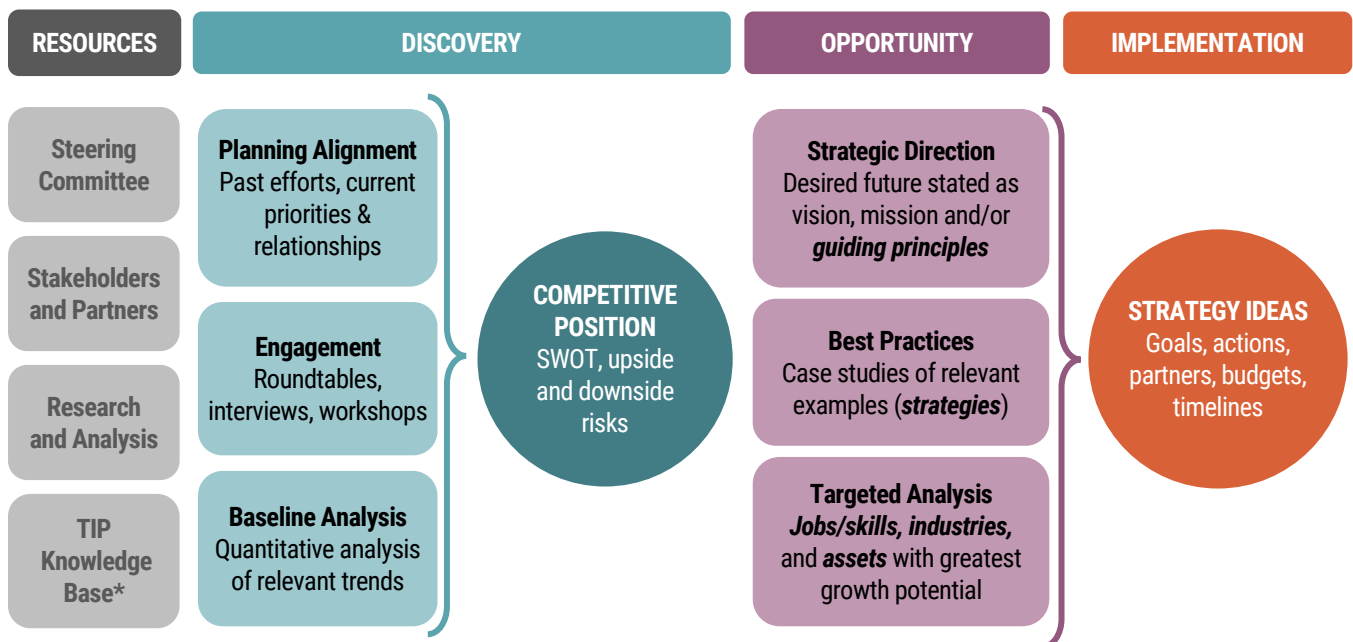 RESOURCES
DISCOVERY
OPPORTUNITY
IMPLEMENTATION
Steering
Committee
Stakeholders
and Partners
Research
and Analysis
TIP
Knowledge
Base*
Planning Alignment
Past efforts, current
priorities &
relationships
Engagement
Roundtables,
interviews, workshops
Baseline Analysis
Quantitative analysis
of relevant trends
COMPETITIVE
POSITION
SWOT, upside
and downside
risks
Strategic Direction
Desired future stated as
vision, mission and/or
guiding principles
Best Practices
Case studies of relevant
examples (strategies)
Targeted Analysis
Jobs/skills, industries,
and assets with greatest
growth potential
STRATEGY IDEAS
Goals, actions,
partners, budgets,
timelines